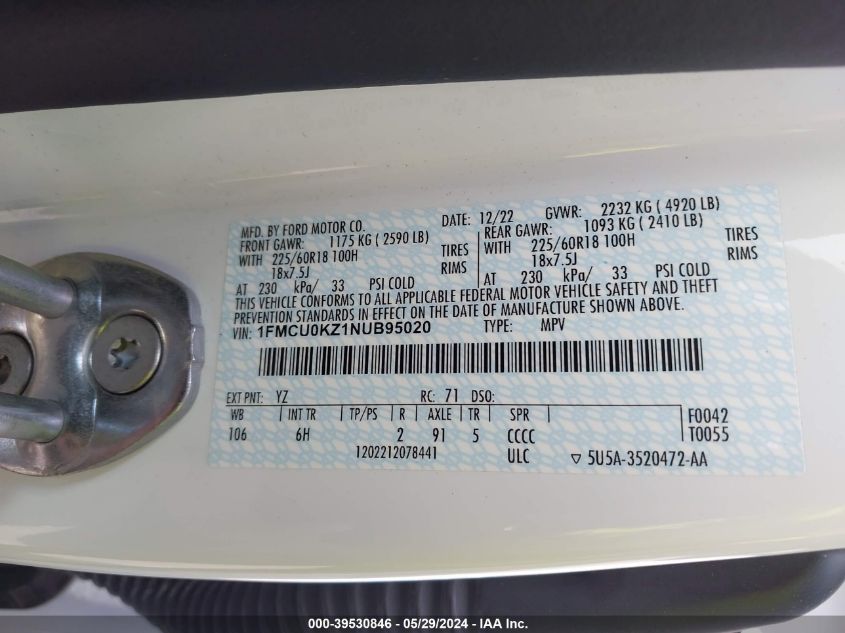 MFD. BY FORD MOTOR CO. DATE: 12/22 GVWR: 2232 KG ( 4920 LB)
FRONT GAWR: 1175 KG ( 2590 LB) REAR GAWR: 1093 KG ( 2410 LB)
WITH 225/60R18 100H TIRES WITH 225/60R18 100H TIRES
18x7.5J RIMS 18x7.5J RIMS
AT 230 kPa/ 33 PSI COLD AT 230 kPa/ 33 PSI COLD
THIS VEHICLE CONFORMS TO ALL APPLICABLE FEDERAL MOTOR VEHICLE SAFETY AND THEFT
PREVENTION STANDARDS IN EFFECT ON THE DATE OF MANUFACTURE SHOWN ABOVE.
VIN: 1FMCU0KZ1NUB95020 TYPE: MPV
EXT PNT: YZ RC: 71 DSO:
WB INT TR TP/PS R AXLE TR SPR F0042
106 6H 2 91 5 CCCC T0055
1202212078441 ULC ▽ 5U5A-3520472-AA
000-39530846 - 05/29/2024 - IAA Inc.